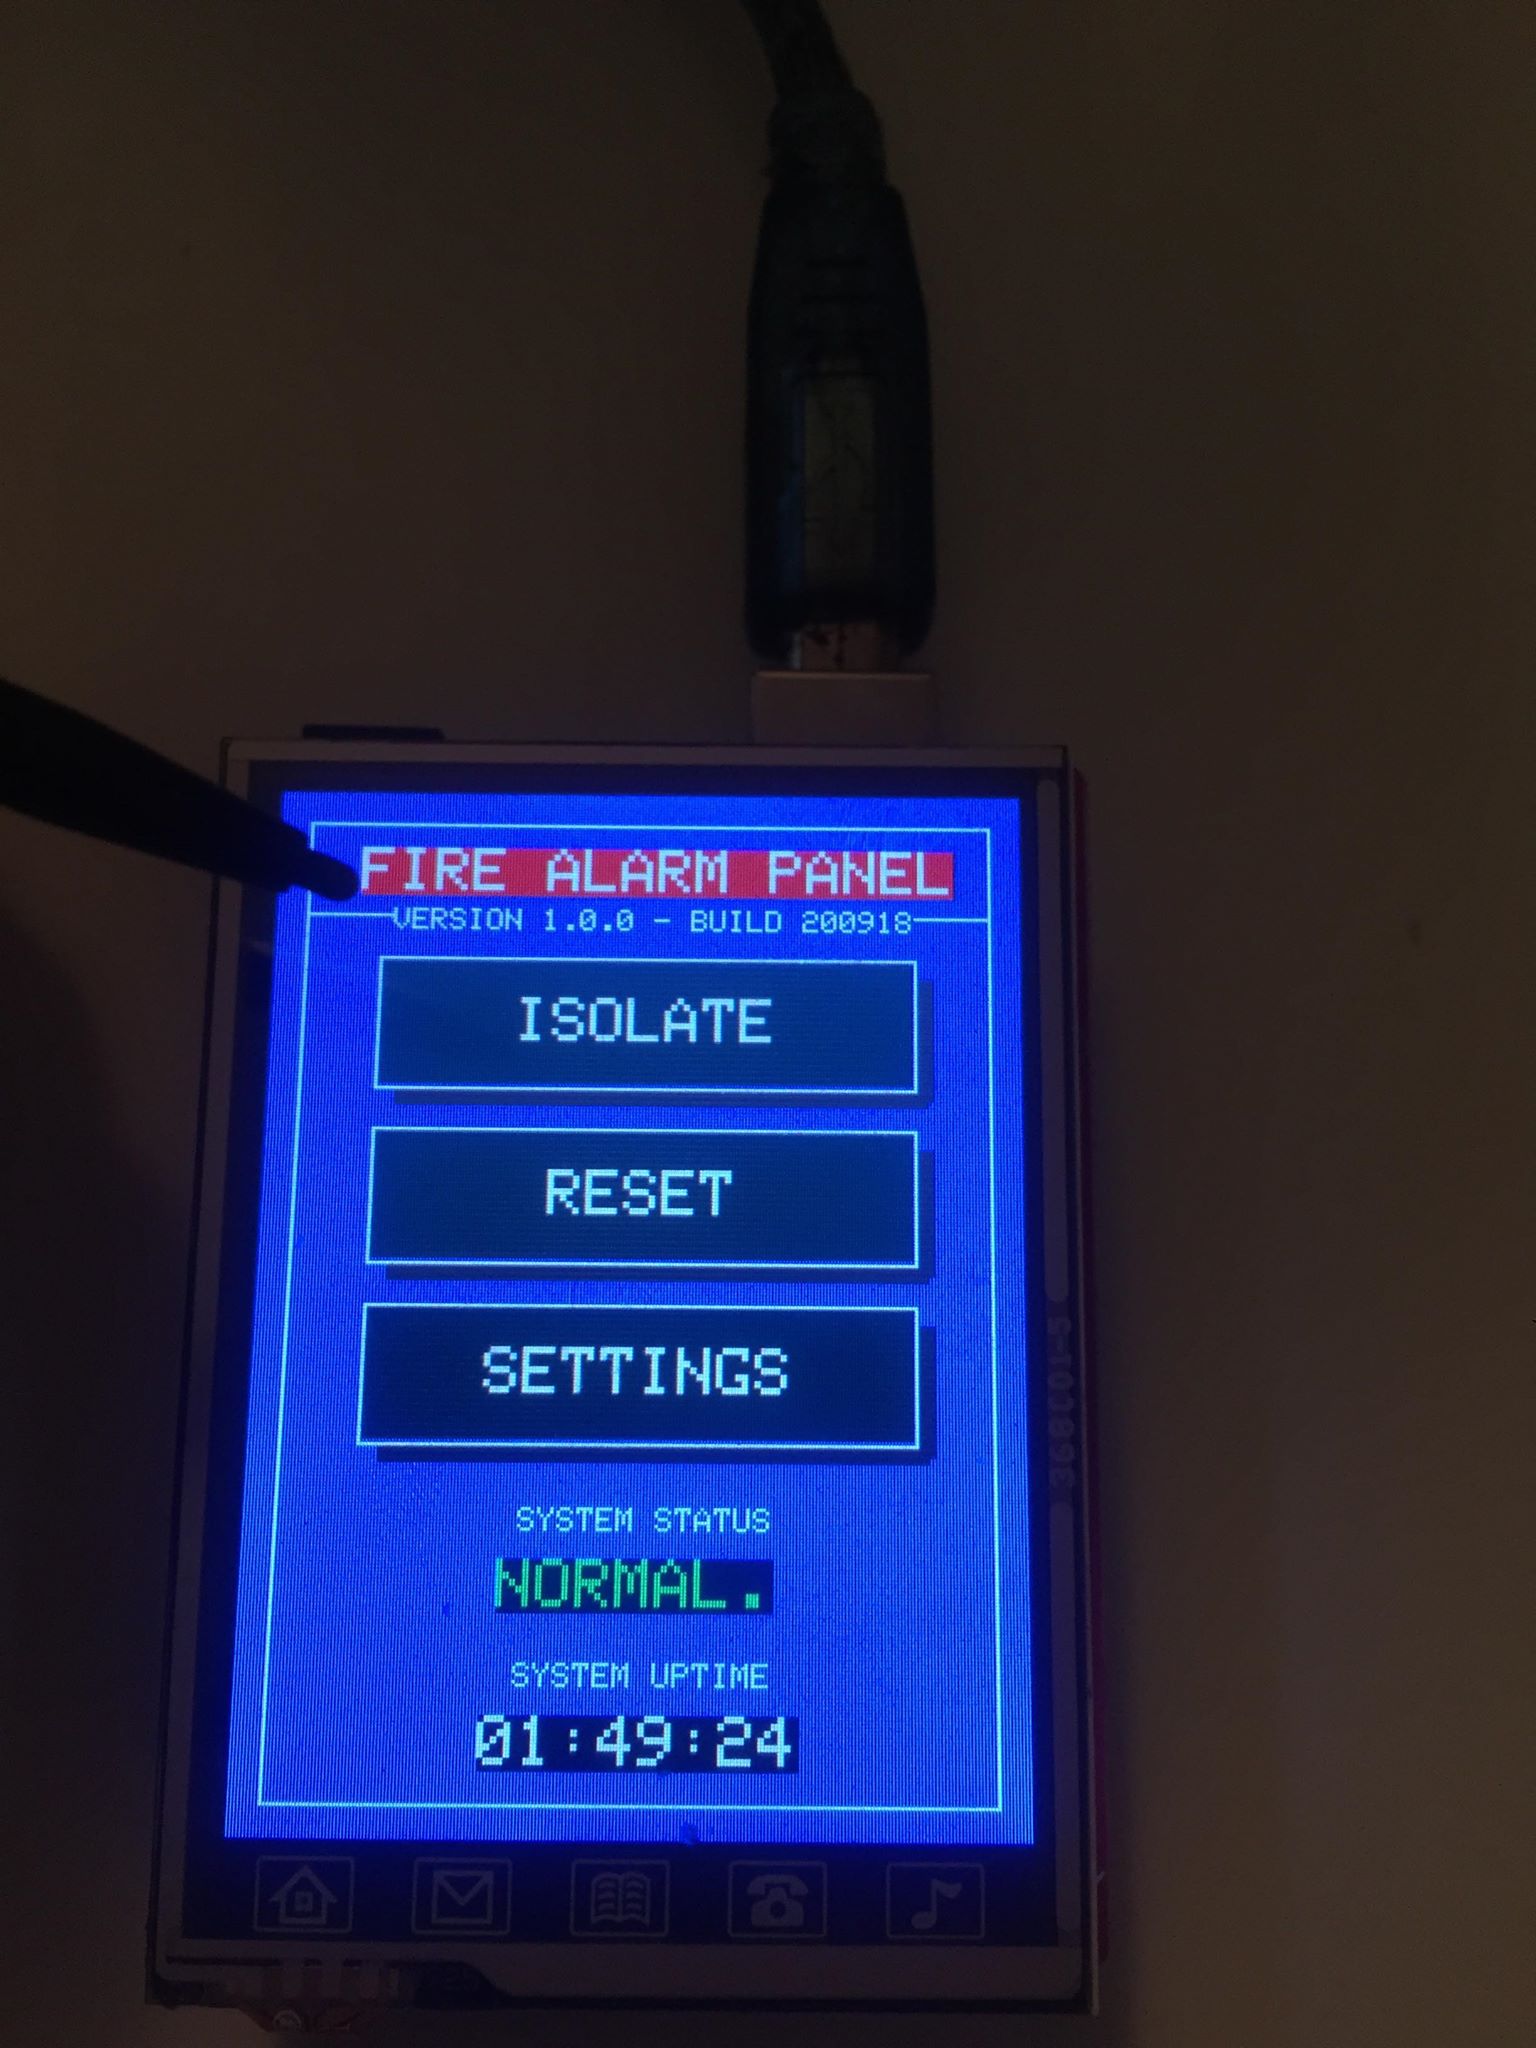 FIRE ALARM PANEL
VERSION 1.0.0 - BUILD 200918
ISOLATE
RESET
SETTINGS
SYSTEM STATUS
NORMAL.
SYSTEM UPTIME
01:49:24